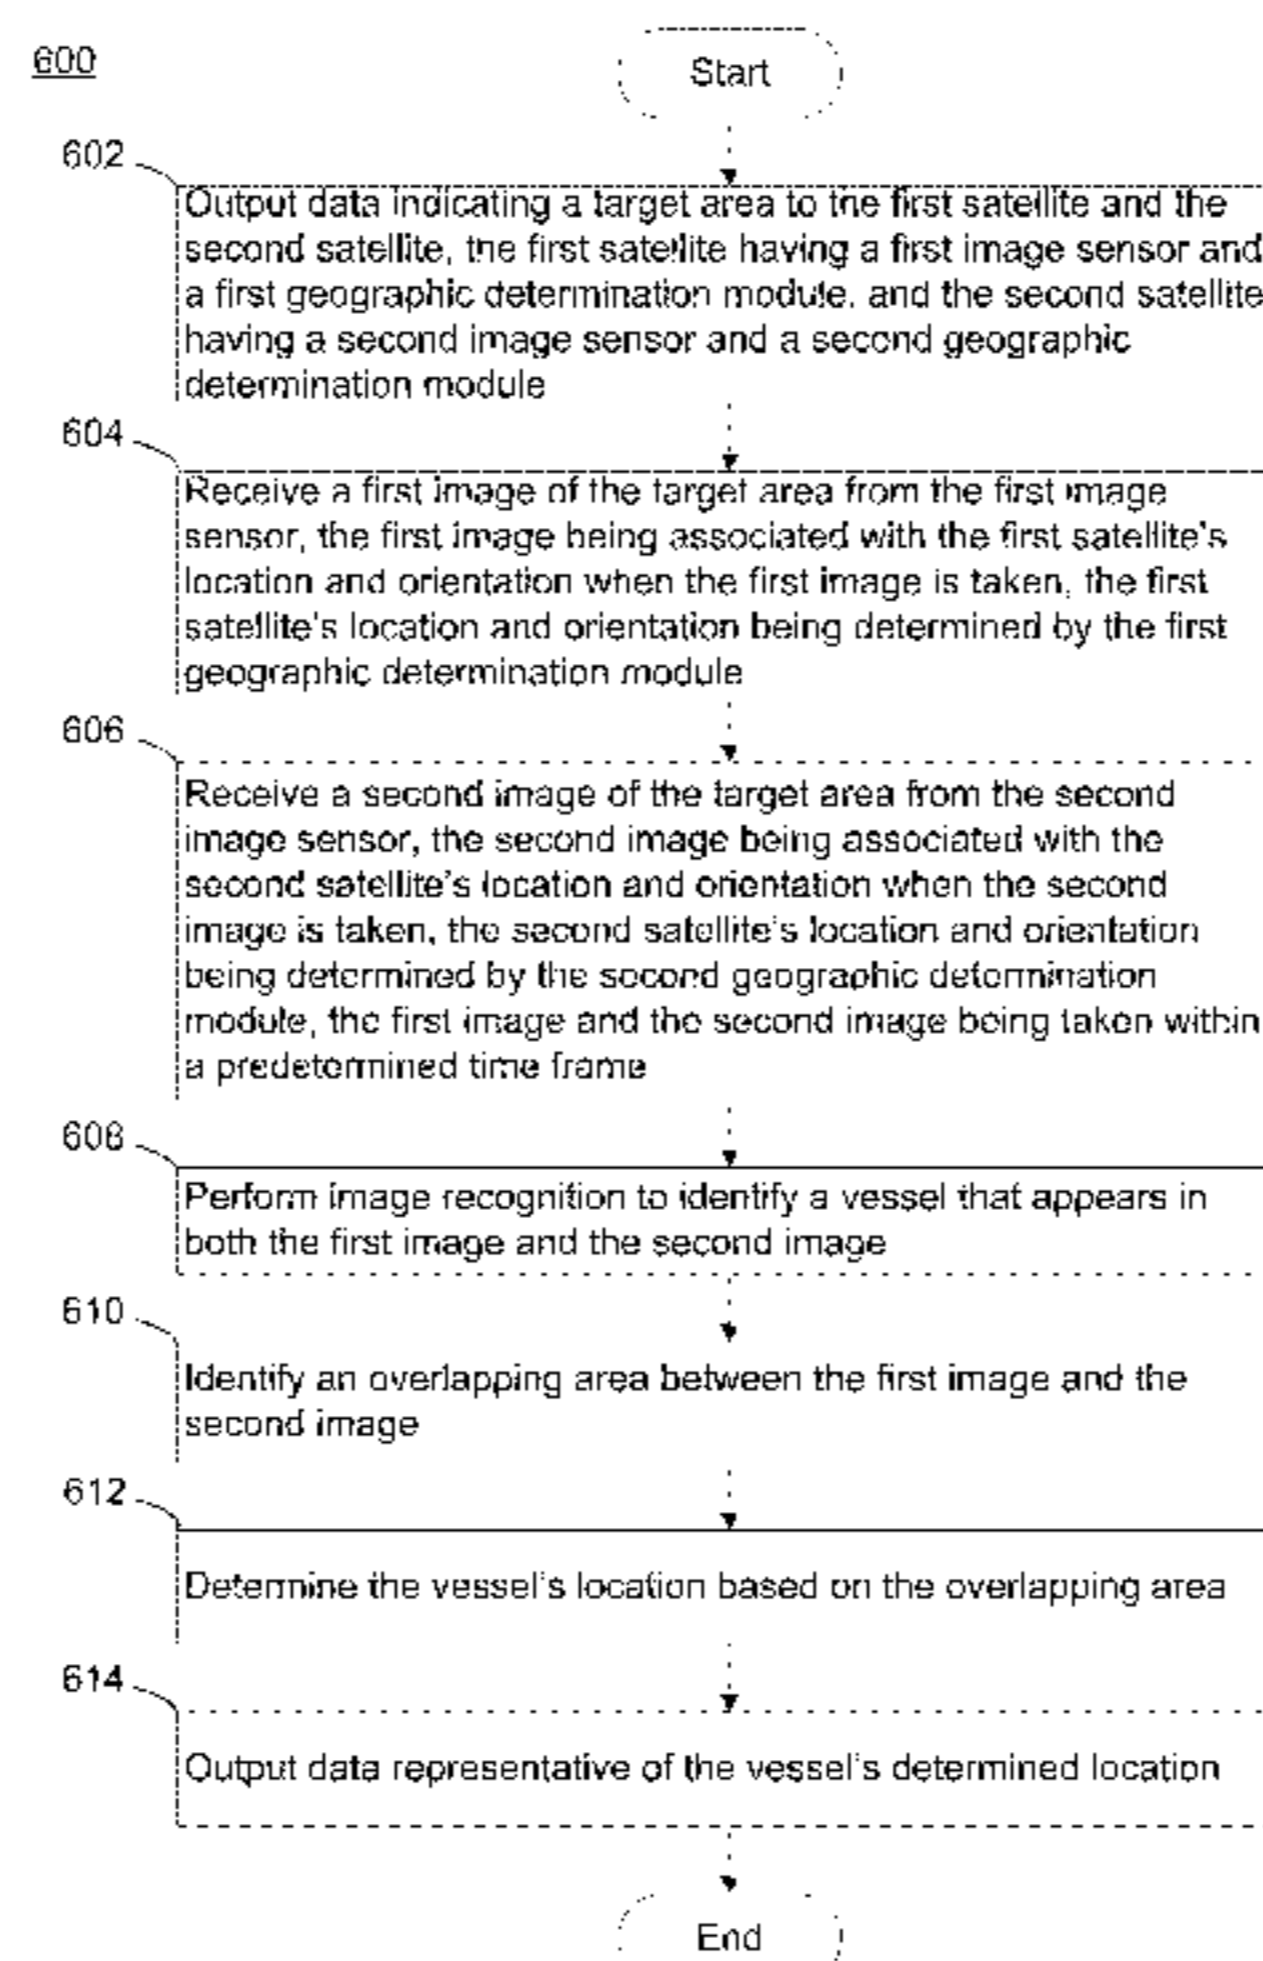 600
Start
602
Output data indicating a target area to the first satellite and the
second satellite, the first satellite having a first image sensor and
a first geographic determination module, and the second satellite
having a second image sensor and a second geographic
determination module
604
Receive a first image of the target area from the first image
sensor, the first image being associated with the first satellite's
location and orientation when the first image is taken, the first
satellite's location and orientation being determined by the first
geographic determination module
606
Receive a second image of the target area from the second
image sensor, the second image being associated with the
second satellite's location and orientation when the second
image is taken, the second satellite's location and orientation
being determined by the second geographic determination
module, the first image and the second image being taken within
a predetermined time frame
608
Perform image recognition to identify a vessel that appears in
both the first image and the second image
610
Identify an overlapping area between the first image and the
second image
612
Determine the vessel's location based on the overlapping area
614
Output data representative of the vessel's determined location
End